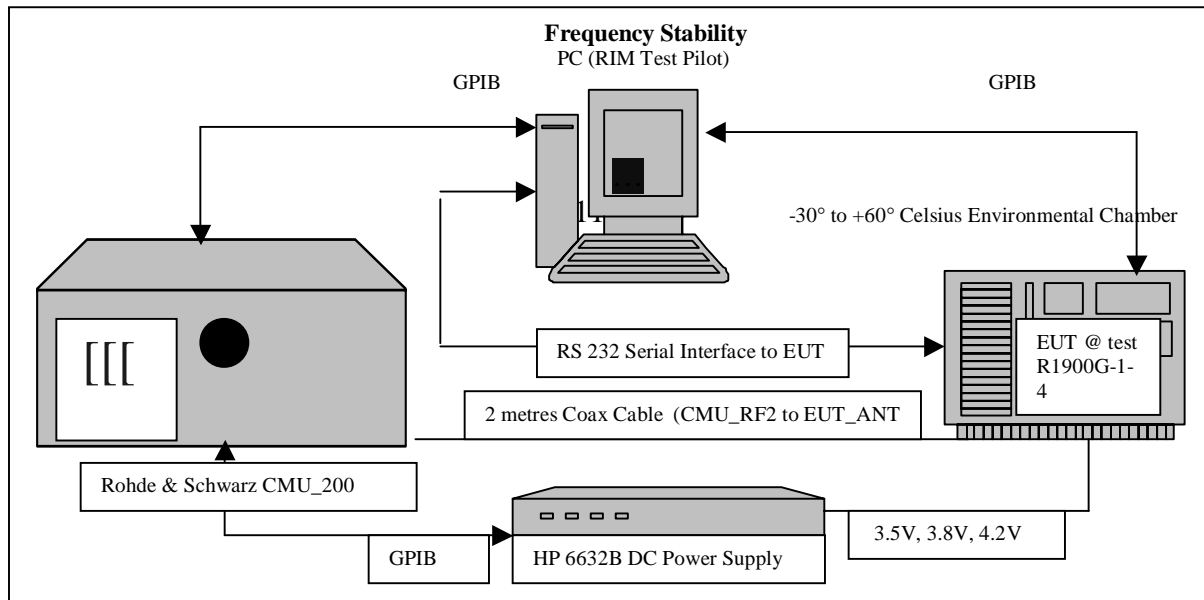 Frequency Stability
PC (RIM Test Pilot)
GPIB
GPIB
-30° to +60° Celsius Environmental Chamber
RS 232 Serial Interface to EUT
EUT @ test
R1900G-1-
4
[[[
2 metres Coax Cable (CMU_RF2 to EUT_ANT
Rohde & Schwarz CMU_200
GPIB
HP 6632B DC Power Supply
3.5V, 3.8V, 4.2V